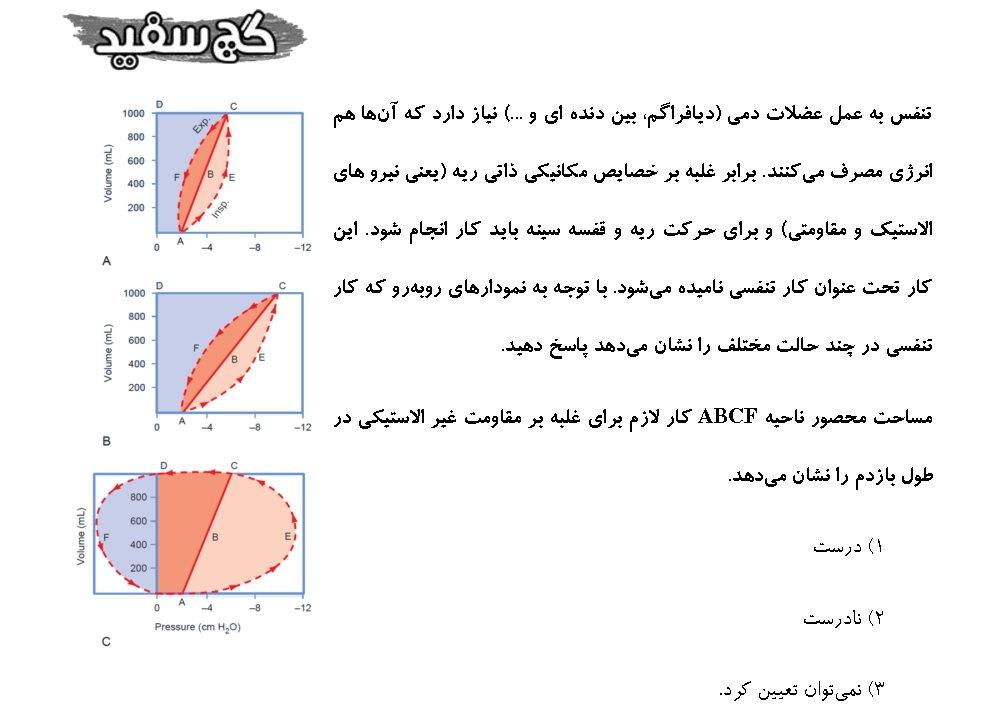 گچ سفید
تنفس به عمل عضلات دمی (دیافراگم، بین دنده ای و ...) نیاز دارد که آن‌ها هم
انرژی مصرف می‌کنند. برابر غلبه بر خصایص مکانیکی ذاتی ریه (یعنی نیرو های
الاستیک و مقاومتی) و برای حرکت ریه و قفسه سینه باید کار انجام شود. این
کار تحت عنوان کار تنفسی نامیده می‌شود. با توجه به نمودارهای روبه‌رو که کار
تنفسی در چند حالت مختلف را نشان می‌دهد پاسخ دهید.
مساحت محصور ناحیه ABCF کار لازم برای غلبه بر مقاومت غیر الاستیکی در
طول بازدم را نشان می‌دهد.
۱) درست
۲) نادرست
۳) نمی‌توان تعیین کرد.
D C
1000
800
600
400
200
Volume (mL)
Exp.
F B E
Insp.
A
0 –4 –8 –12
A
D C
1000
800
600
400
200
Volume (mL)
F B E
A
0 –4 –8 –12
B
D C
800
600
400
200
Volume (mL)
F B E
A
0 –4 –8 –12
Pressure (cm H₂O)
C